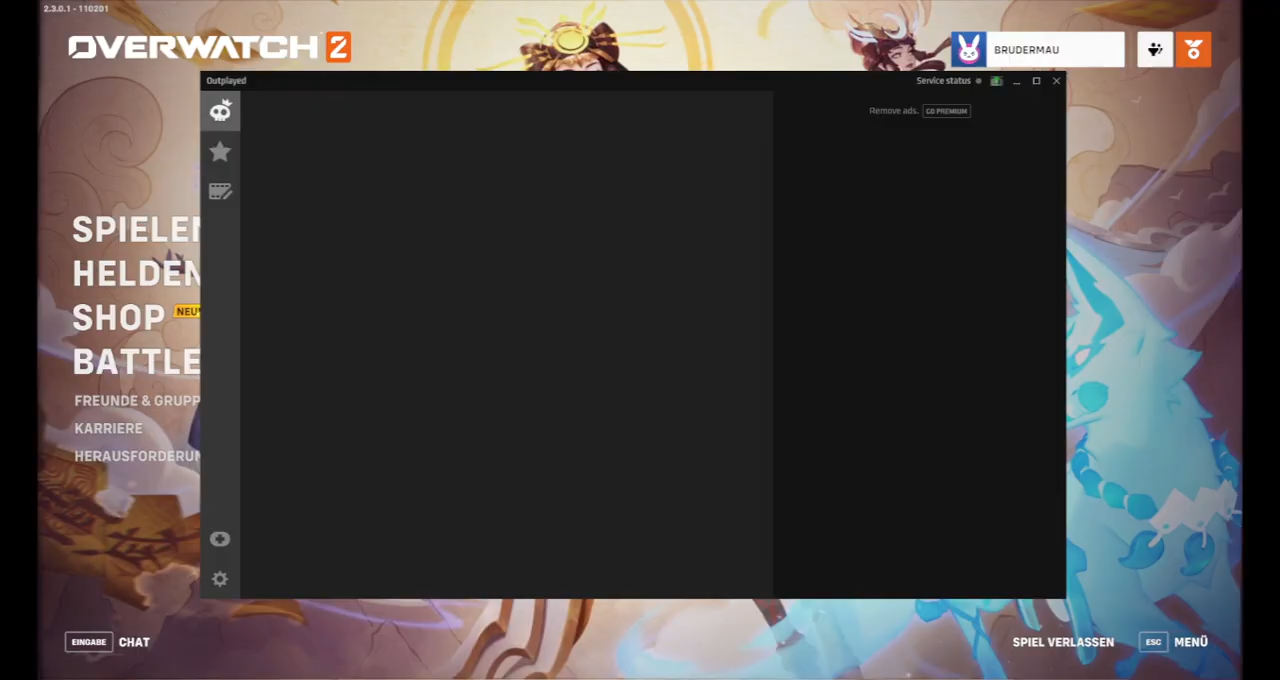 2.3.0.1 - 110201
OVERWATCH 2
BRUDERMAU
Outplayed
Service status
Remove ads. GO PREMIUM
SPIELEN
HELDEN
SHOP NEU
BATTLE
FREUNDE & GRUPP
KARRIERE
HERAUSFORDERUN
EINGABE CHAT
SPIEL VERLASSEN
ESC MENÜ